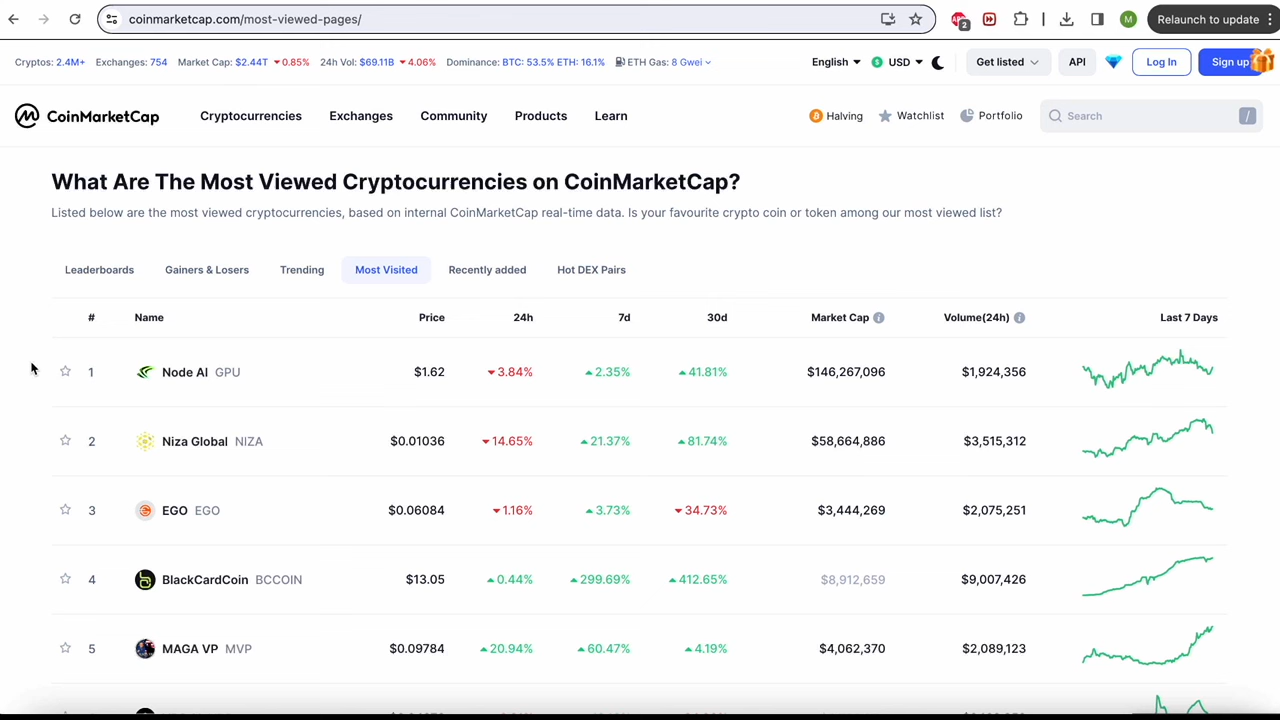 coinmarketcap.com/most-viewed-pages/
2
M
Relaunch to update
Cryptos: 2.4M+ Exchanges: 754 Market Cap: $2.44T 0.85% 24h Vol: $69.11B 4.06% Dominance: BTC: 53.5% ETH: 16.1% ETH Gas: 8 Gwei
English USD Get listed API Log In Sign up
CoinMarketCap Cryptocurrencies Exchanges Community Products Learn Halving Watchlist Portfolio Search /
What Are The Most Viewed Cryptocurrencies on CoinMarketCap?
Listed below are the most viewed cryptocurrencies, based on internal CoinMarketCap real-time data. Is your favourite crypto coin or token among our most viewed list?
Leaderboards Gainers & Losers Trending Most Visited Recently added Hot DEX Pairs
# Name Price 24h 7d 30d Market Cap Volume(24h) Last 7 Days
1 Node AI GPU $1.62 3.84% 2.35% 41.81% $146,267,096 $1,924,356
2 Niza Global NIZA $0.01036 14.65% 21.37% 81.74% $58,664,886 $3,515,312
3 EGO EGO $0.06084 1.16% 3.73% 34.73% $3,444,269 $2,075,251
4 BlackCardCoin BCCOIN $13.05 0.44% 299.69% 412.65% $8,912,659 $9,007,426
5 MAGA VP MVP $0.09784 20.94% 60.47% 4.19% $4,062,370 $2,089,123